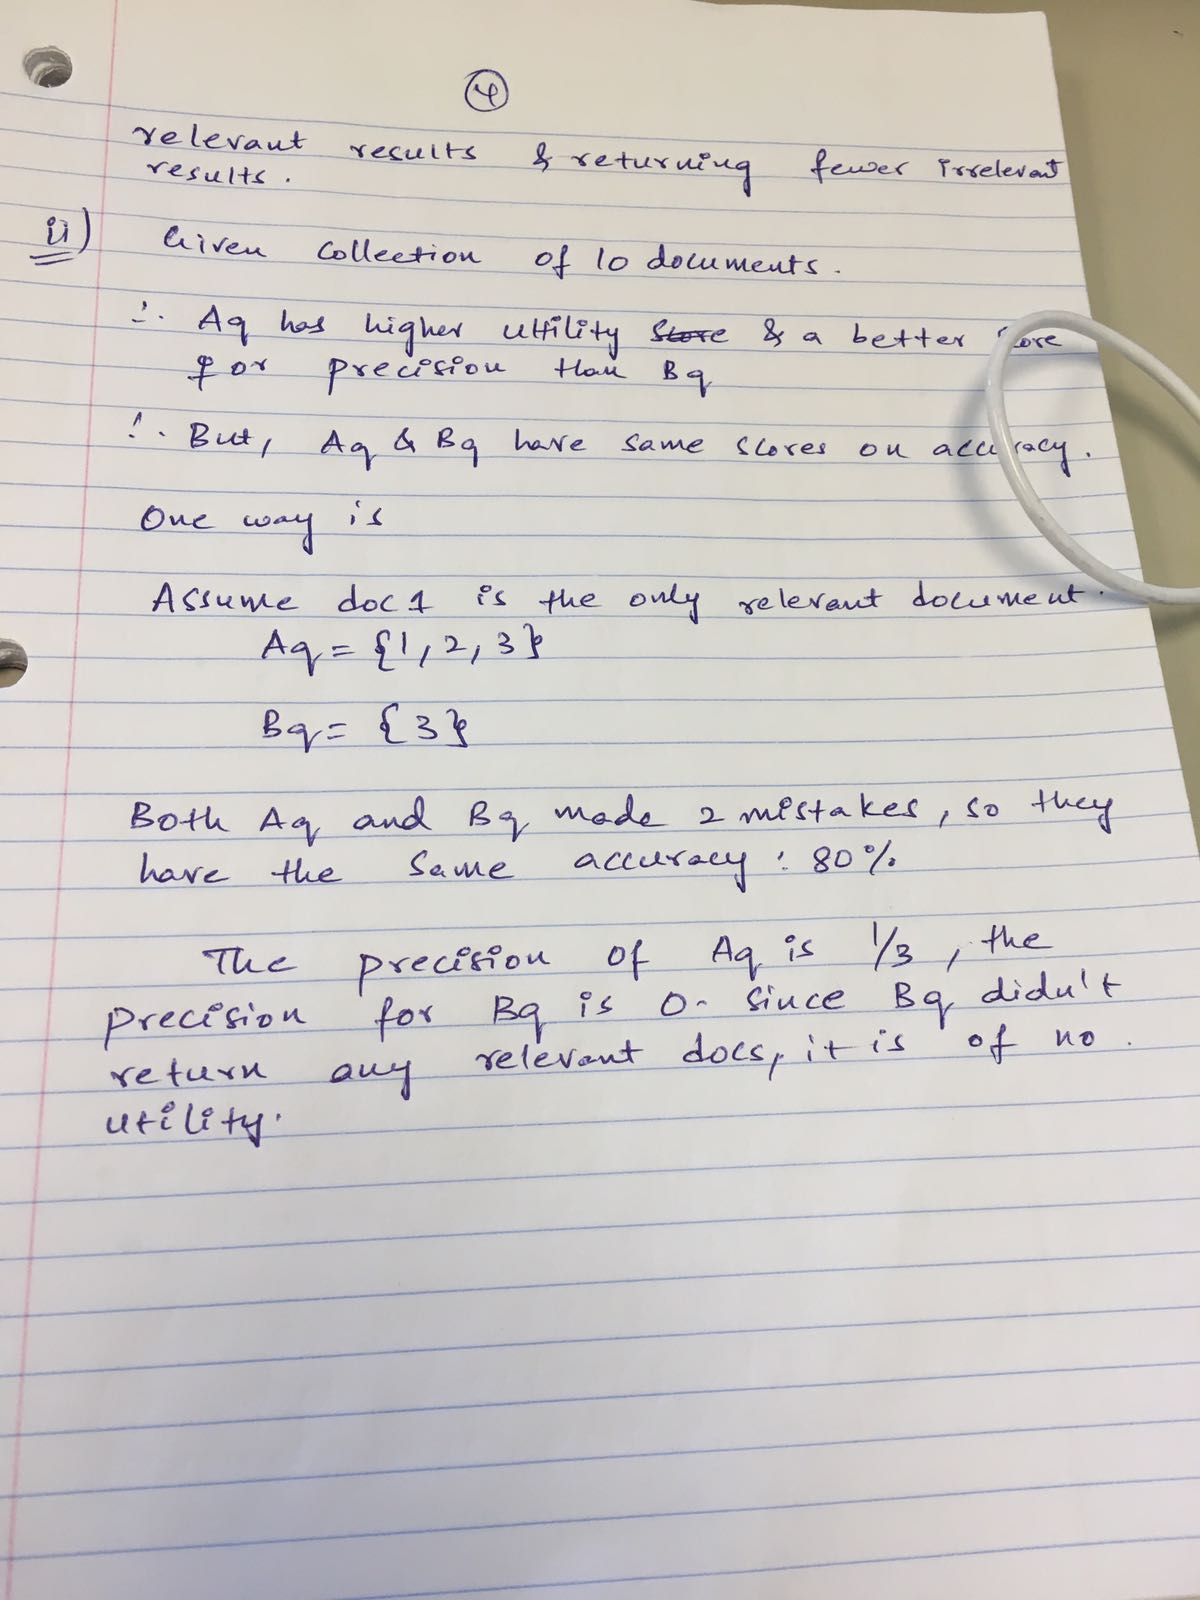 4
relevant results & returning fewer irrelevant
results.
ii) Given collection of 10 documents.
∴ Aq has higher utility Score & a better score
for precision than Bq
∴ But, Aq & Bq have same scores on accuracy.
One way is
Assume doc 1 is the only relevant document.
Aq = {1, 2, 3}
Bq = {3}
Both Aq and Bq made 2 mistakes, so they
have the same accuracy : 80%
The precision of Aq is 1/3, the
precision for Bq is 0. Since Bq didn't
return any relevant docs, it is of no.
utility.